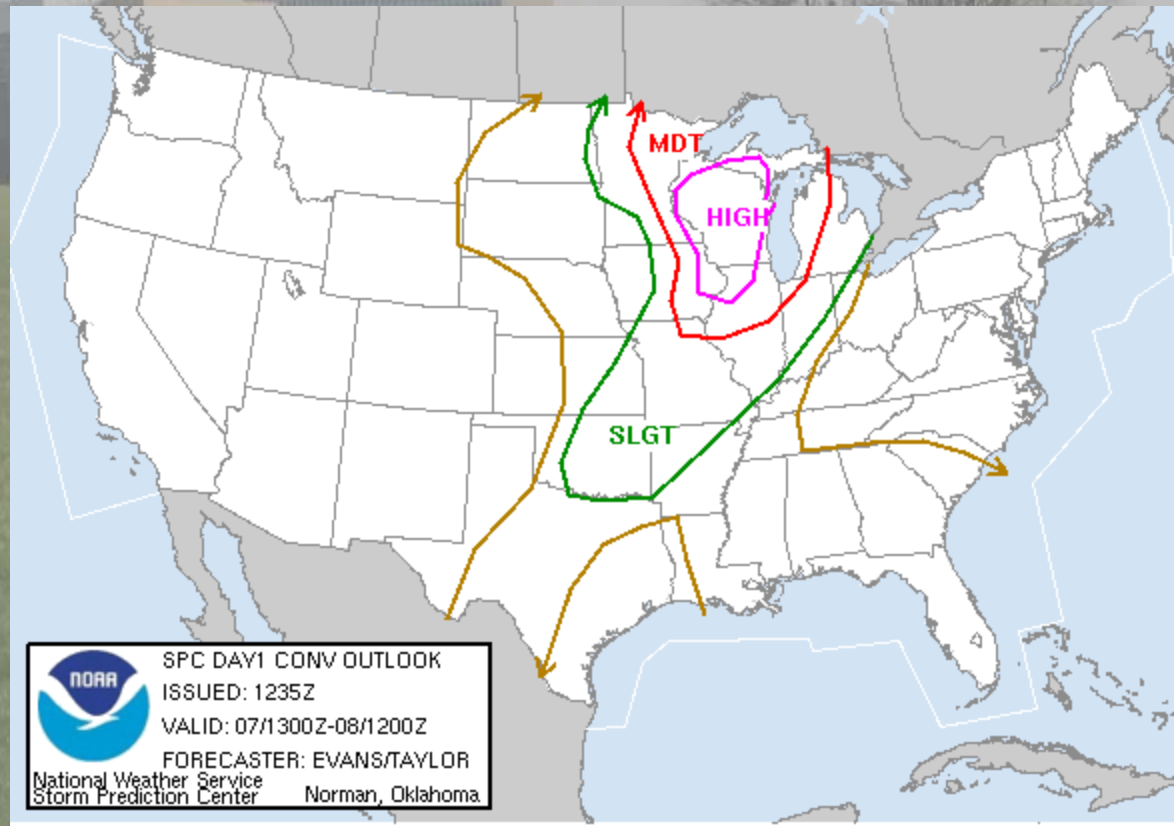 MDT
HIGH
SLGT
NOAA
SPC DAY1 CONV OUTLOOK
ISSUED: 1235Z
VALID: 07/1300Z-08/1200Z
FORECASTER: EVANS/TAYLOR
National Weather Service
Storm Prediction Center Norman, Oklahoma